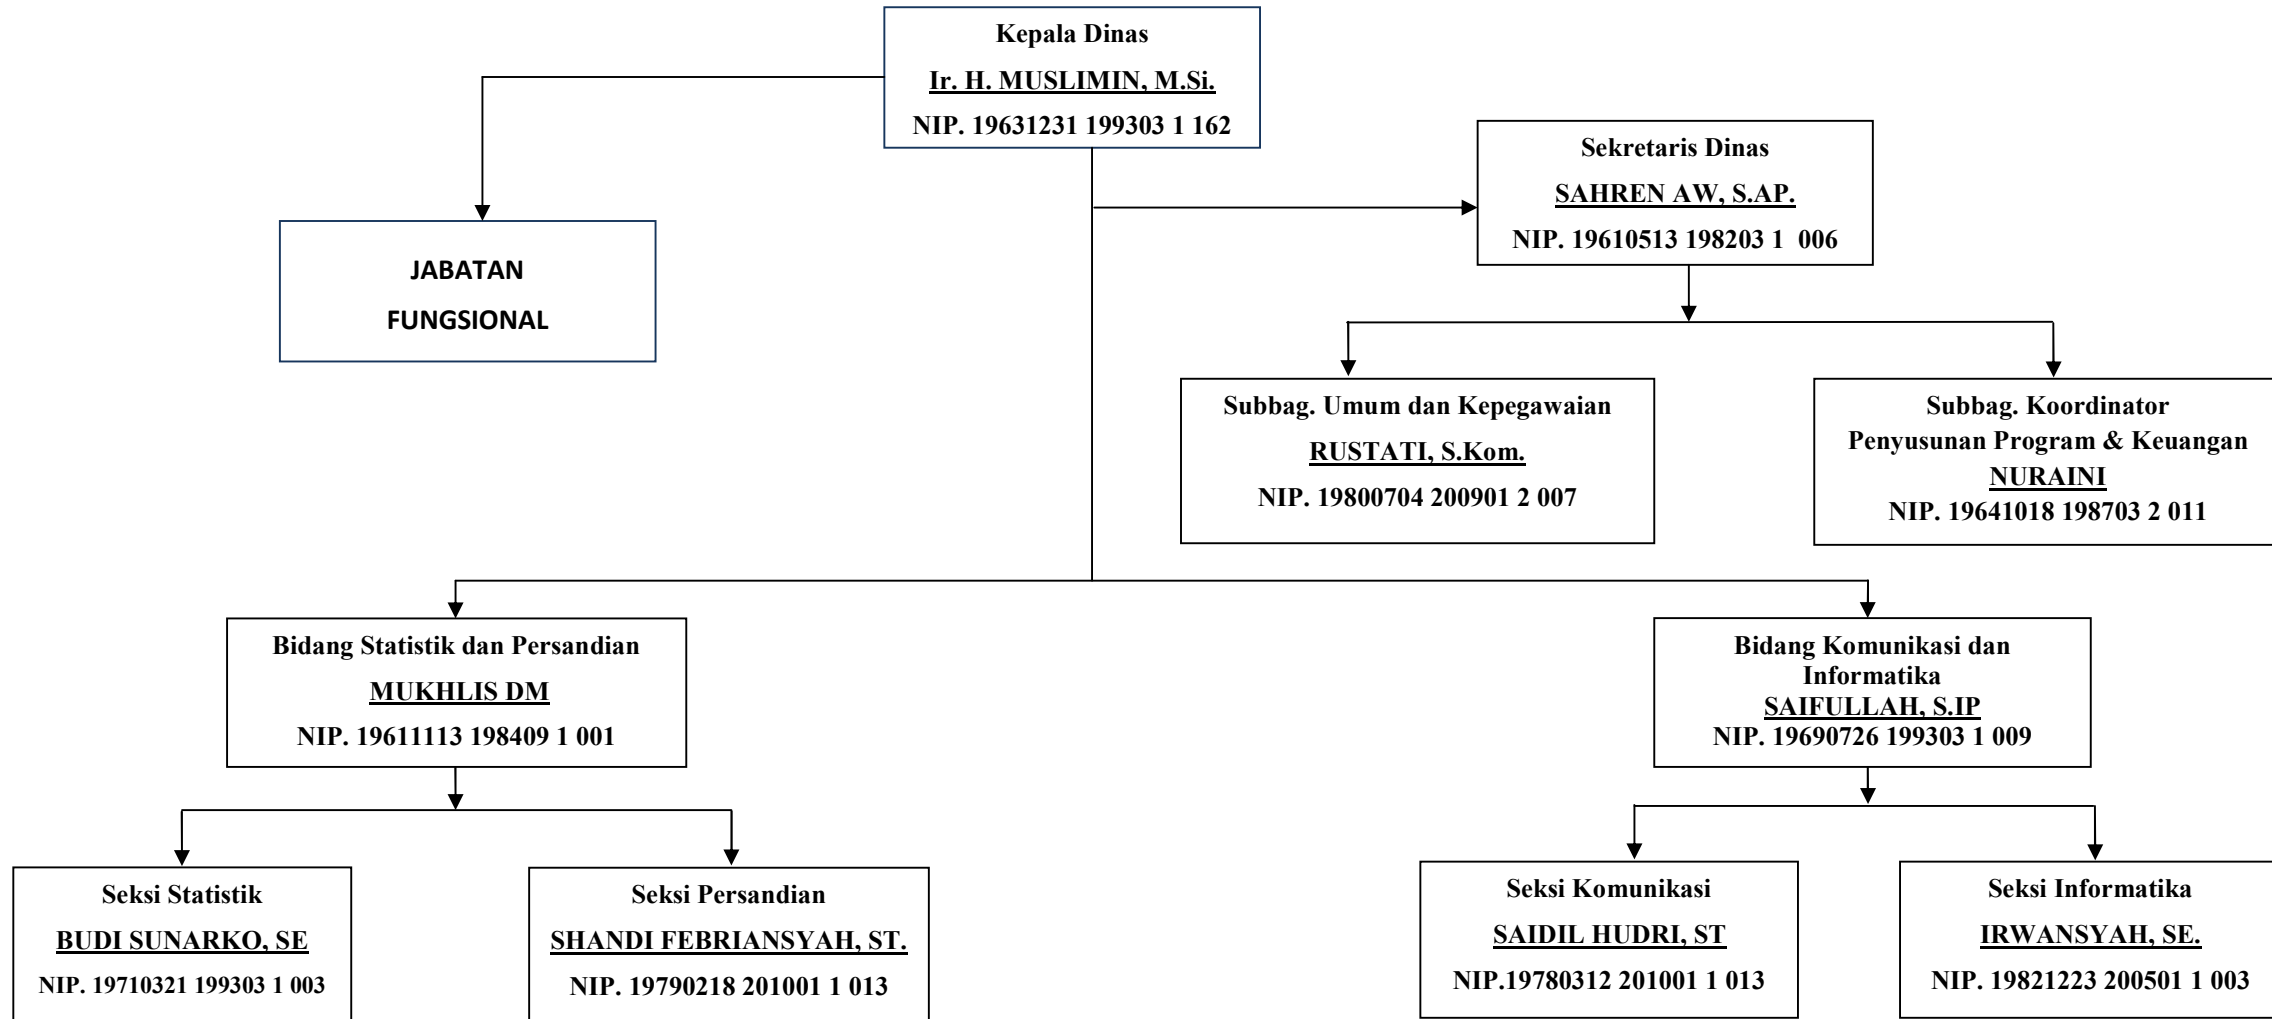 Kepala Dinas
Ir. H. MUSLIMIN, M.Si.
NIP. 19631231 199303 1 162
Sekretaris Dinas
SAHREN AW, S.AP.
NIP. 19610513 198203 1  006
JABATAN
FUNGSIONAL
Subbag. Umum dan Kepegawaian
RUSTATI, S.Kom.
NIP. 19800704 200901 2 007
Subbag. Koordinator
Penyusunan Program & Keuangan
NURAINI
NIP. 19641018 198703 2 011
Bidang Statistik dan Persandian
MUKHLIS DM
NIP. 19611113 198409 1 001
Bidang Komunikasi dan
Informatika
SAIFULLAH, S.IP
NIP. 19690726 199303 1 009
Seksi Statistik
BUDI SUNARKO, SE
NIP. 19710321 199303 1 003
Seksi Persandian
SHANDI FEBRIANSYAH, ST.
NIP. 19790218 201001 1 013
Seksi Komunikasi
SAIDIL HUDRI, ST
NIP.19780312 201001 1 013
Seksi Informatika
IRWANSYAH, SE.
NIP. 19821223 200501 1 003